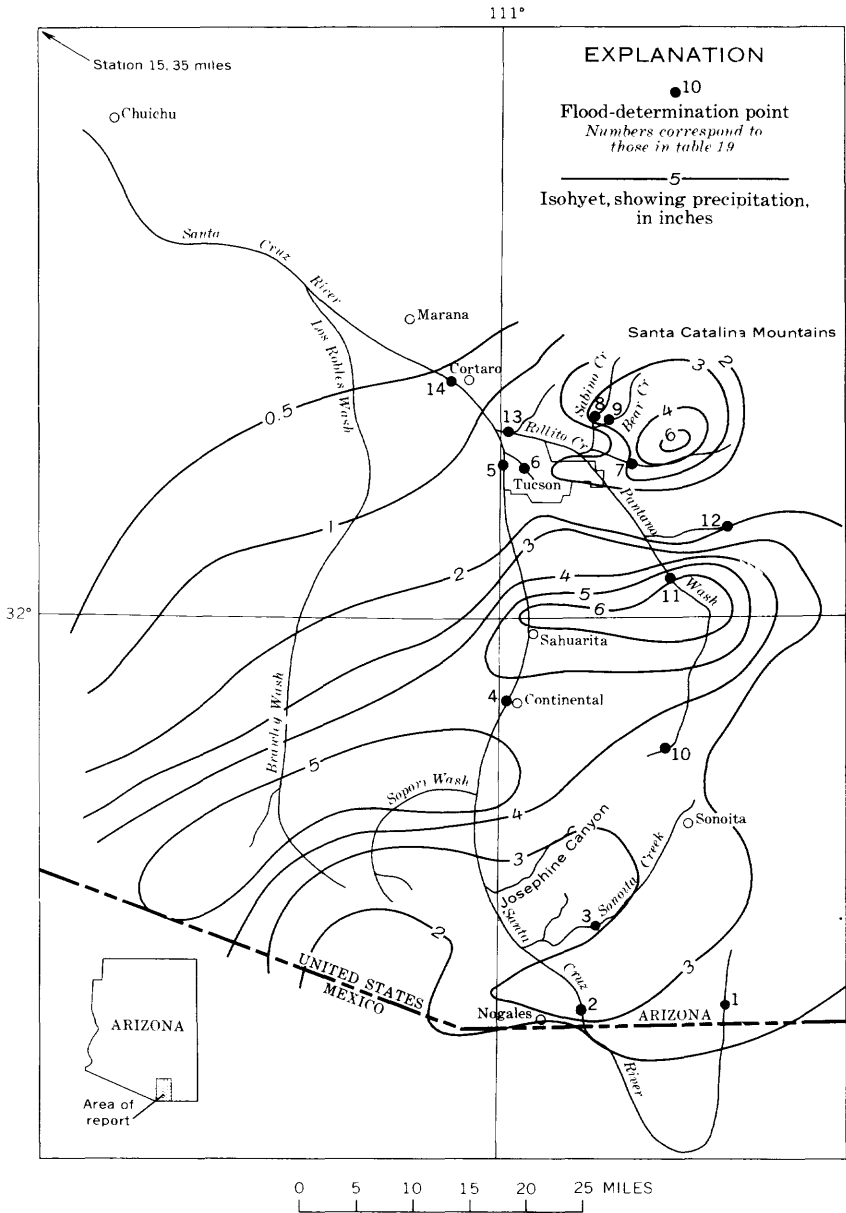 111°
Station 15, 35 miles
EXPLANATION
10
Flood-determination point
Numbers correspond to
those in table 19
5
Isohyet, showing precipitation,
in inches
Chuichu
Santa
Cruz
River
Marana
Los Robles Wash
Santa Catalina Mountains
Cortaro
14
0.5
Sabino Cr
Bear Cr
3
2
4
6
8
9
13
Rillito Cr
5
6
7
Tucson
Pantano
12
1
2
3
4
5
6
11
Wash
32°
Sahuarita
4
Continental
Brawley Wash
5
Sopori Wash
10
4
Sonoita
3
Josephine Canyon
Sonoita Creek
3
Santa
2
Cruz
3
UNITED STATES
MEXICO
Nogales
2
ARIZONA
1
River
ARIZONA
Area of
report
0 5 10 15 20 25 MILES